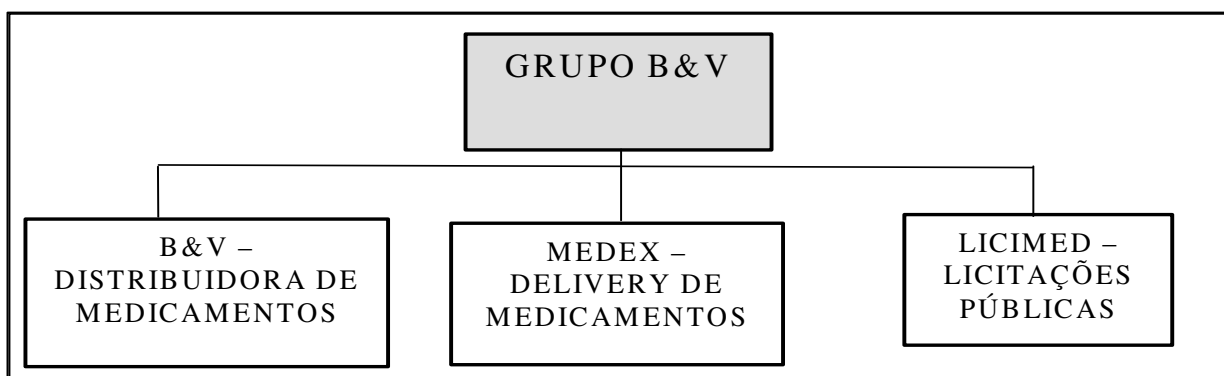 GRUPO B&V
B&V –
DISTRIBUIDORA DE
MEDICAMENTOS
MEDEX –
DELIVERY DE
MEDICAMENTOS
LICIMED –
LICITAÇÕES
PÚBLICAS